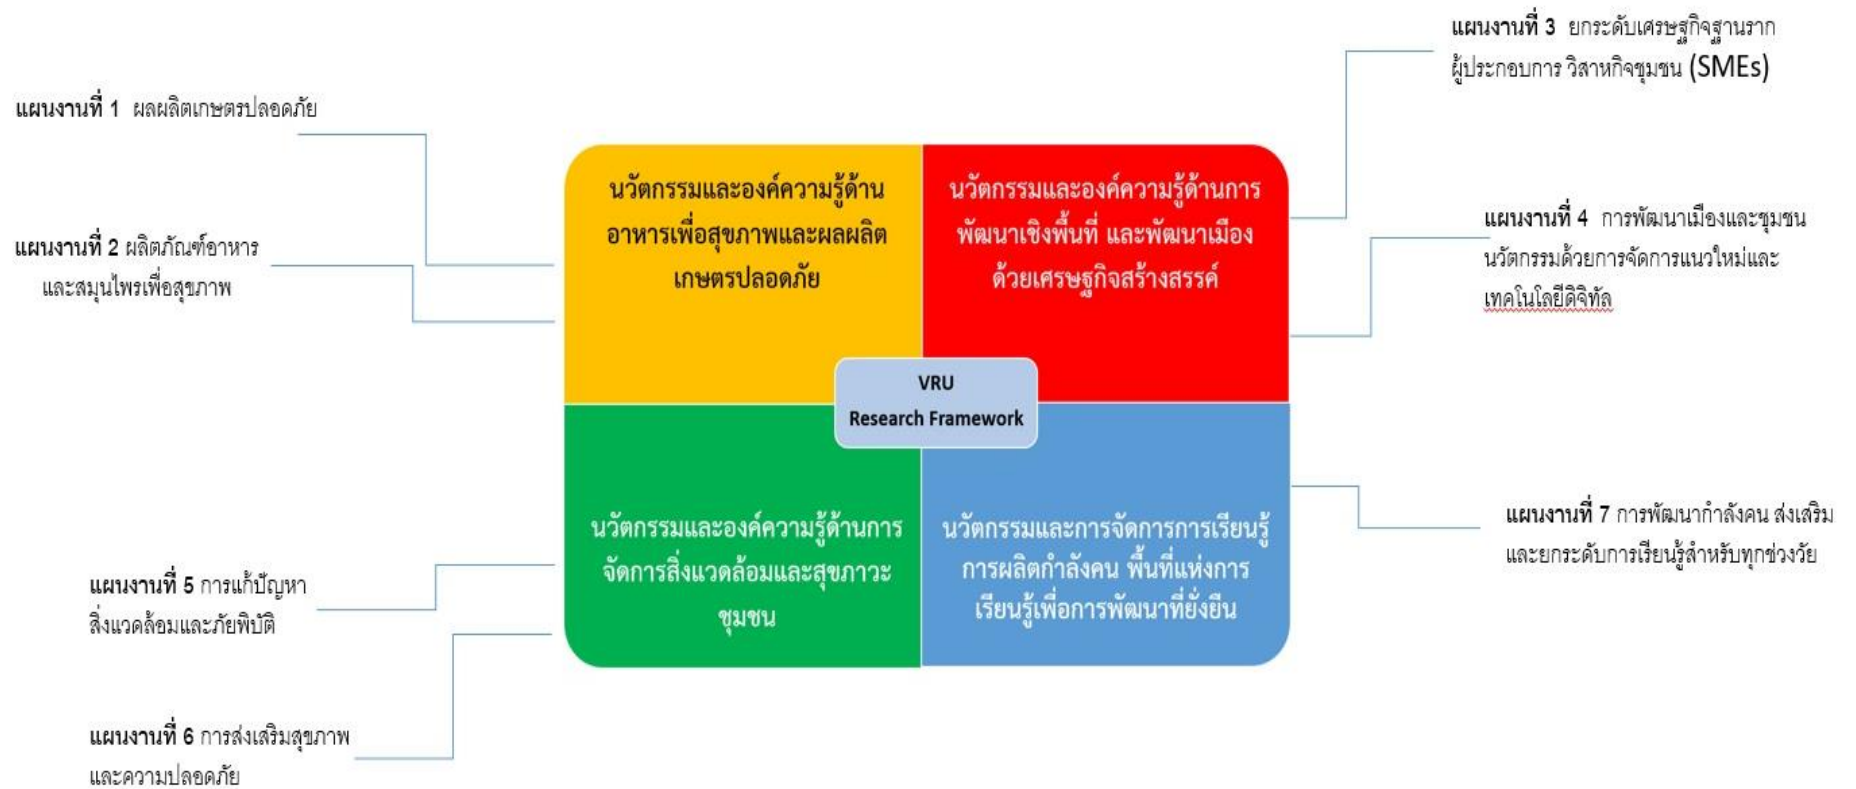 แผนงานที่ 1 ผลผลิตเกษตรปลอดภัย
แผนงานที่ 2 ผลิตภัณฑ์อาหาร
และสมุนไพรเพื่อสุขภาพ
นวัตกรรมและองค์ความรู้ด้าน
อาหารเพื่อสุขภาพและผลผลิต
เกษตรปลอดภัย
นวัตกรรมและองค์ความรู้ด้านการ
พัฒนาเชิงพื้นที่ และพัฒนาเมือง
ด้วยเศรษฐกิจสร้างสรรค์
แผนงานที่ 3 ยกระดับเศรษฐกิจฐานราก
ผู้ประกอบการ วิสาหกิจชุมชน (SMEs)
แผนงานที่ 4 การพัฒนาเมืองและชุมชน
นวัตกรรมด้วยการจัดการแนวใหม่และ
เทคโนโลยีดิจิทัล
VRU
Research Framework
นวัตกรรมและองค์ความรู้ด้านการ
จัดการสิ่งแวดล้อมและสุขภาวะ
ชุมชน
นวัตกรรมและการจัดการการเรียนรู้
การผลิตกำลังคน พื้นที่แห่งการ
เรียนรู้เพื่อการพัฒนาที่ยั่งยืน
แผนงานที่ 5 การแก้ปัญหา
สิ่งแวดล้อมและภัยพิบัติ
แผนงานที่ 6 การส่งเสริมสุขภาพ
และความปลอดภัย
แผนงานที่ 7 การพัฒนากำลังคน ส่งเสริม
และยกระดับการเรียนรู้สำหรับทุกช่วงวัย